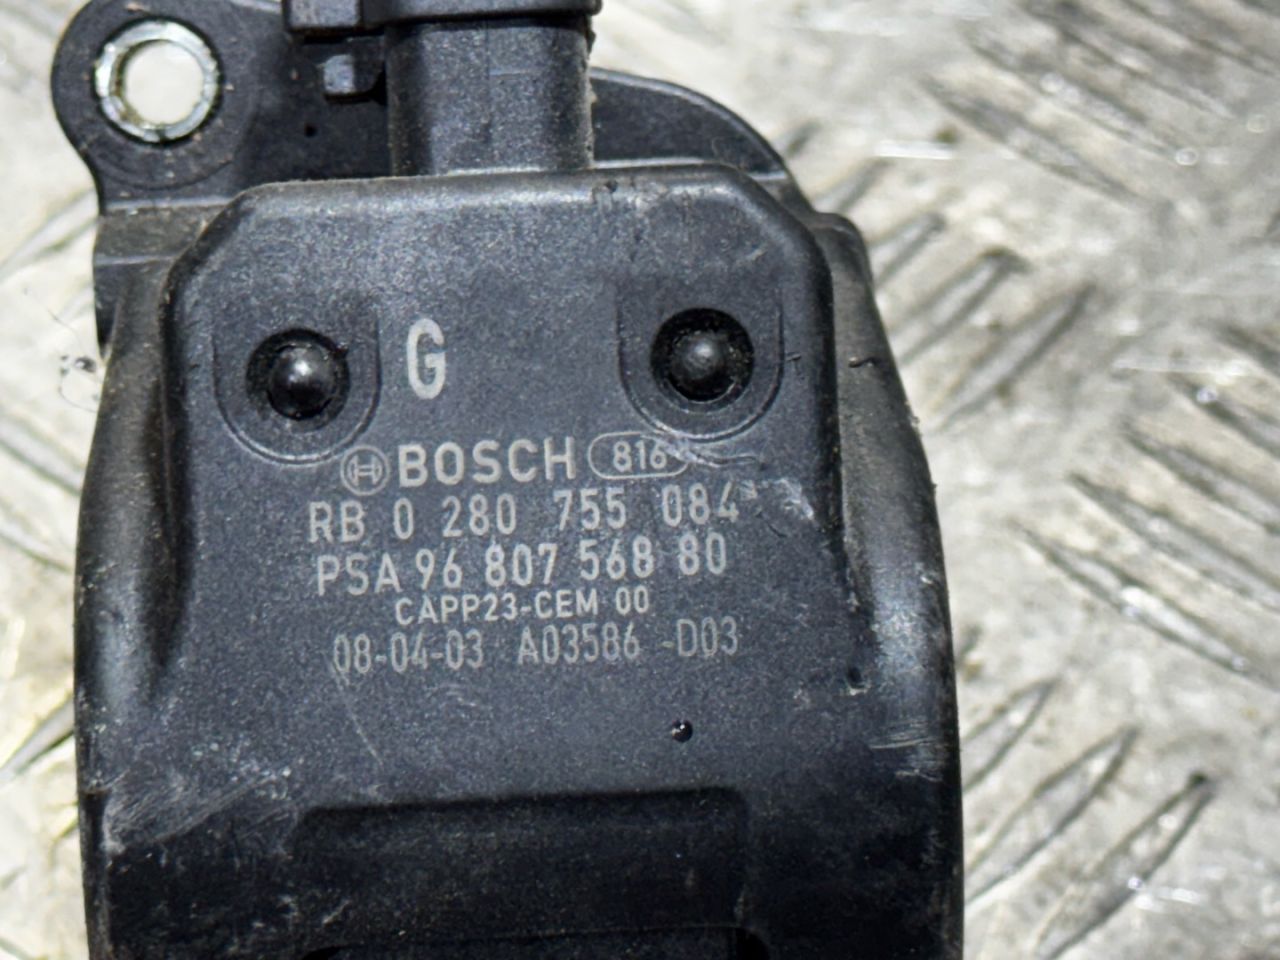 G
BOSCH 816
RB 0 280 755 084
PSA 96 807 568 80
CAPP23-CEM 00
08-04-03 A03586 -D03